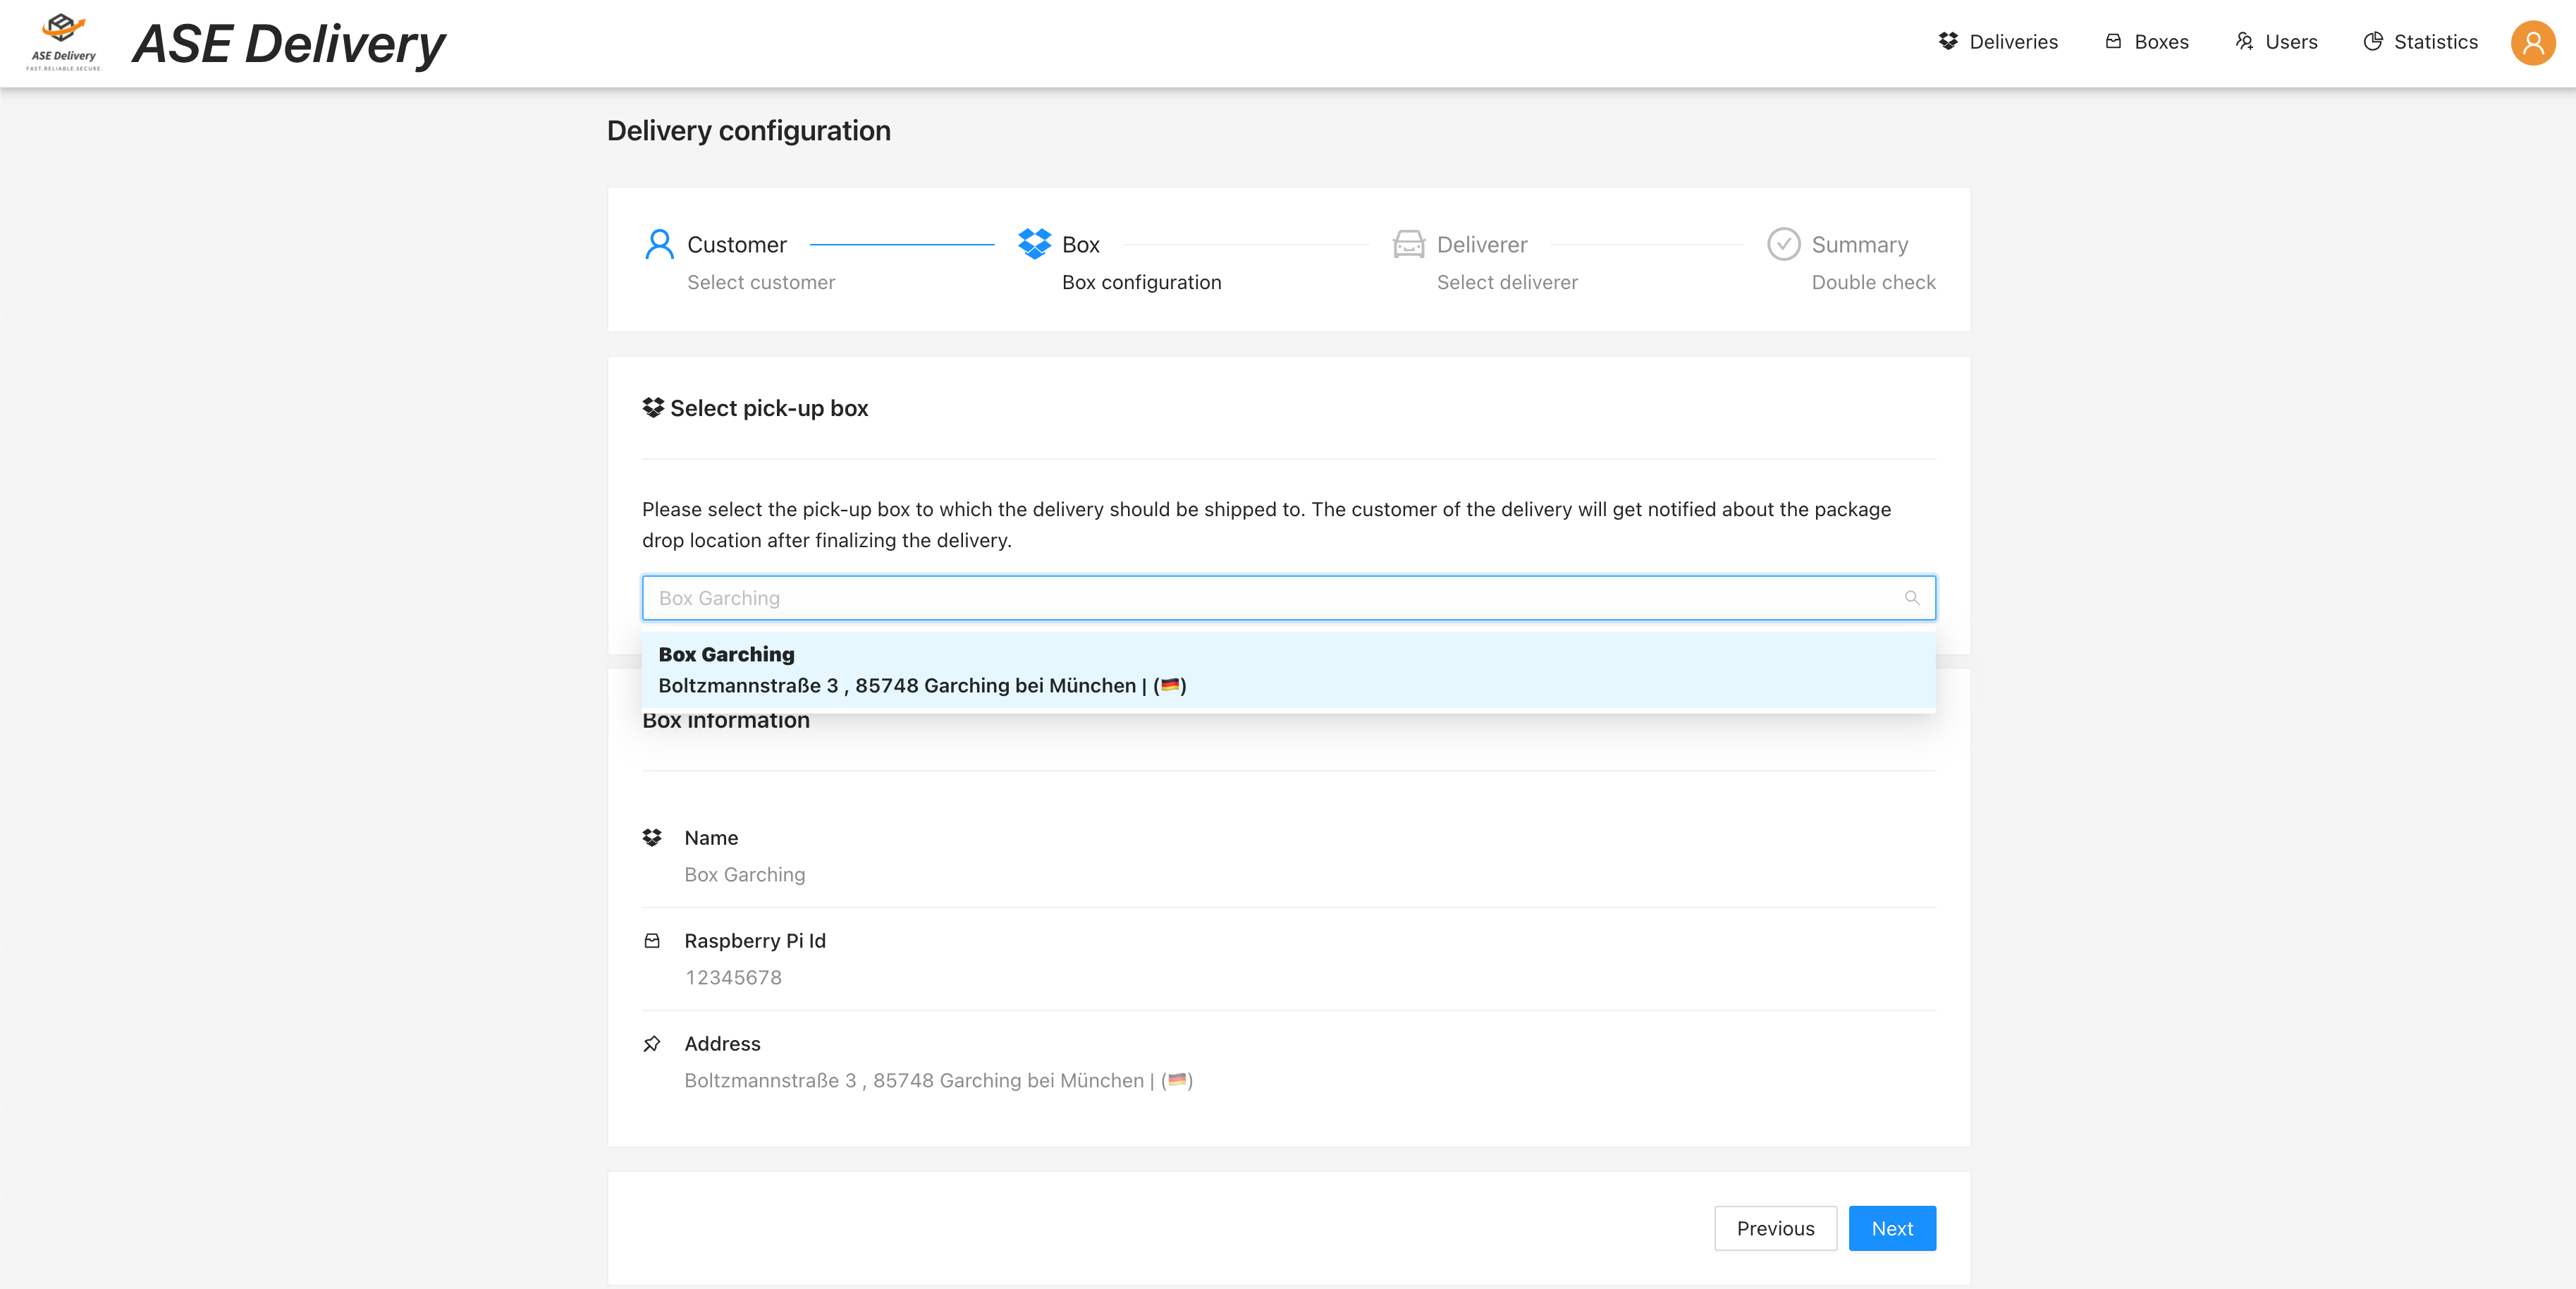 ASE Delivery
FAST.RELIABLE.SECURE.
ASE Delivery
Deliveries
Boxes
Users
Statistics
Delivery configuration
Customer
Select customer
Box
Box configuration
Deliverer
Select deliverer
Summary
Double check
Select pick-up box
Please select the pick-up box to which the delivery should be shipped to. The customer of the delivery will get notified about the package
drop location after finalizing the delivery.
Box Garching
Box Garching
Boltzmannstraße 3 , 85748 Garching bei München | (🇩🇪)
Box information
Name
Box Garching
Raspberry Pi Id
12345678
Address
Boltzmannstraße 3 , 85748 Garching bei München | (🇩🇪)
Previous
Next